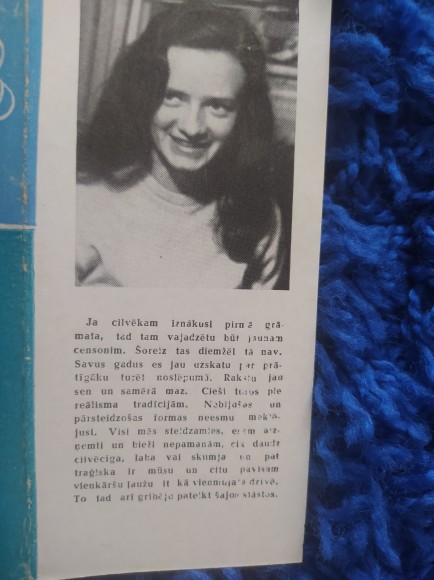 Ja cilvēkam iznākusi pirmā grā-
mata, tad tam vajadzētu būt jaunam
censonim. Šoreiz tas diemžēl tā nav.
Savus gadus es jau uzskatu par prā-
tīgāku turēt noslēpumā. Rakstu jau
sen un samērā maz. Cieši turos pie
reālisma tradīcijām. Nebijušas un
pārsteidzošas formas neesmu meklē-
jusi. Visi mēs steidzamies, esam aiz-
ņemti un bieži nepamanām, cik daudz
cilvēcīga, laba vai skumja un pat
traģiska ir mūsu un citu pavisam
vienkāršu ļaužu it kā vienmuļajā dzīvē.
To tad arī gribēju pateikt šajos stāstos.